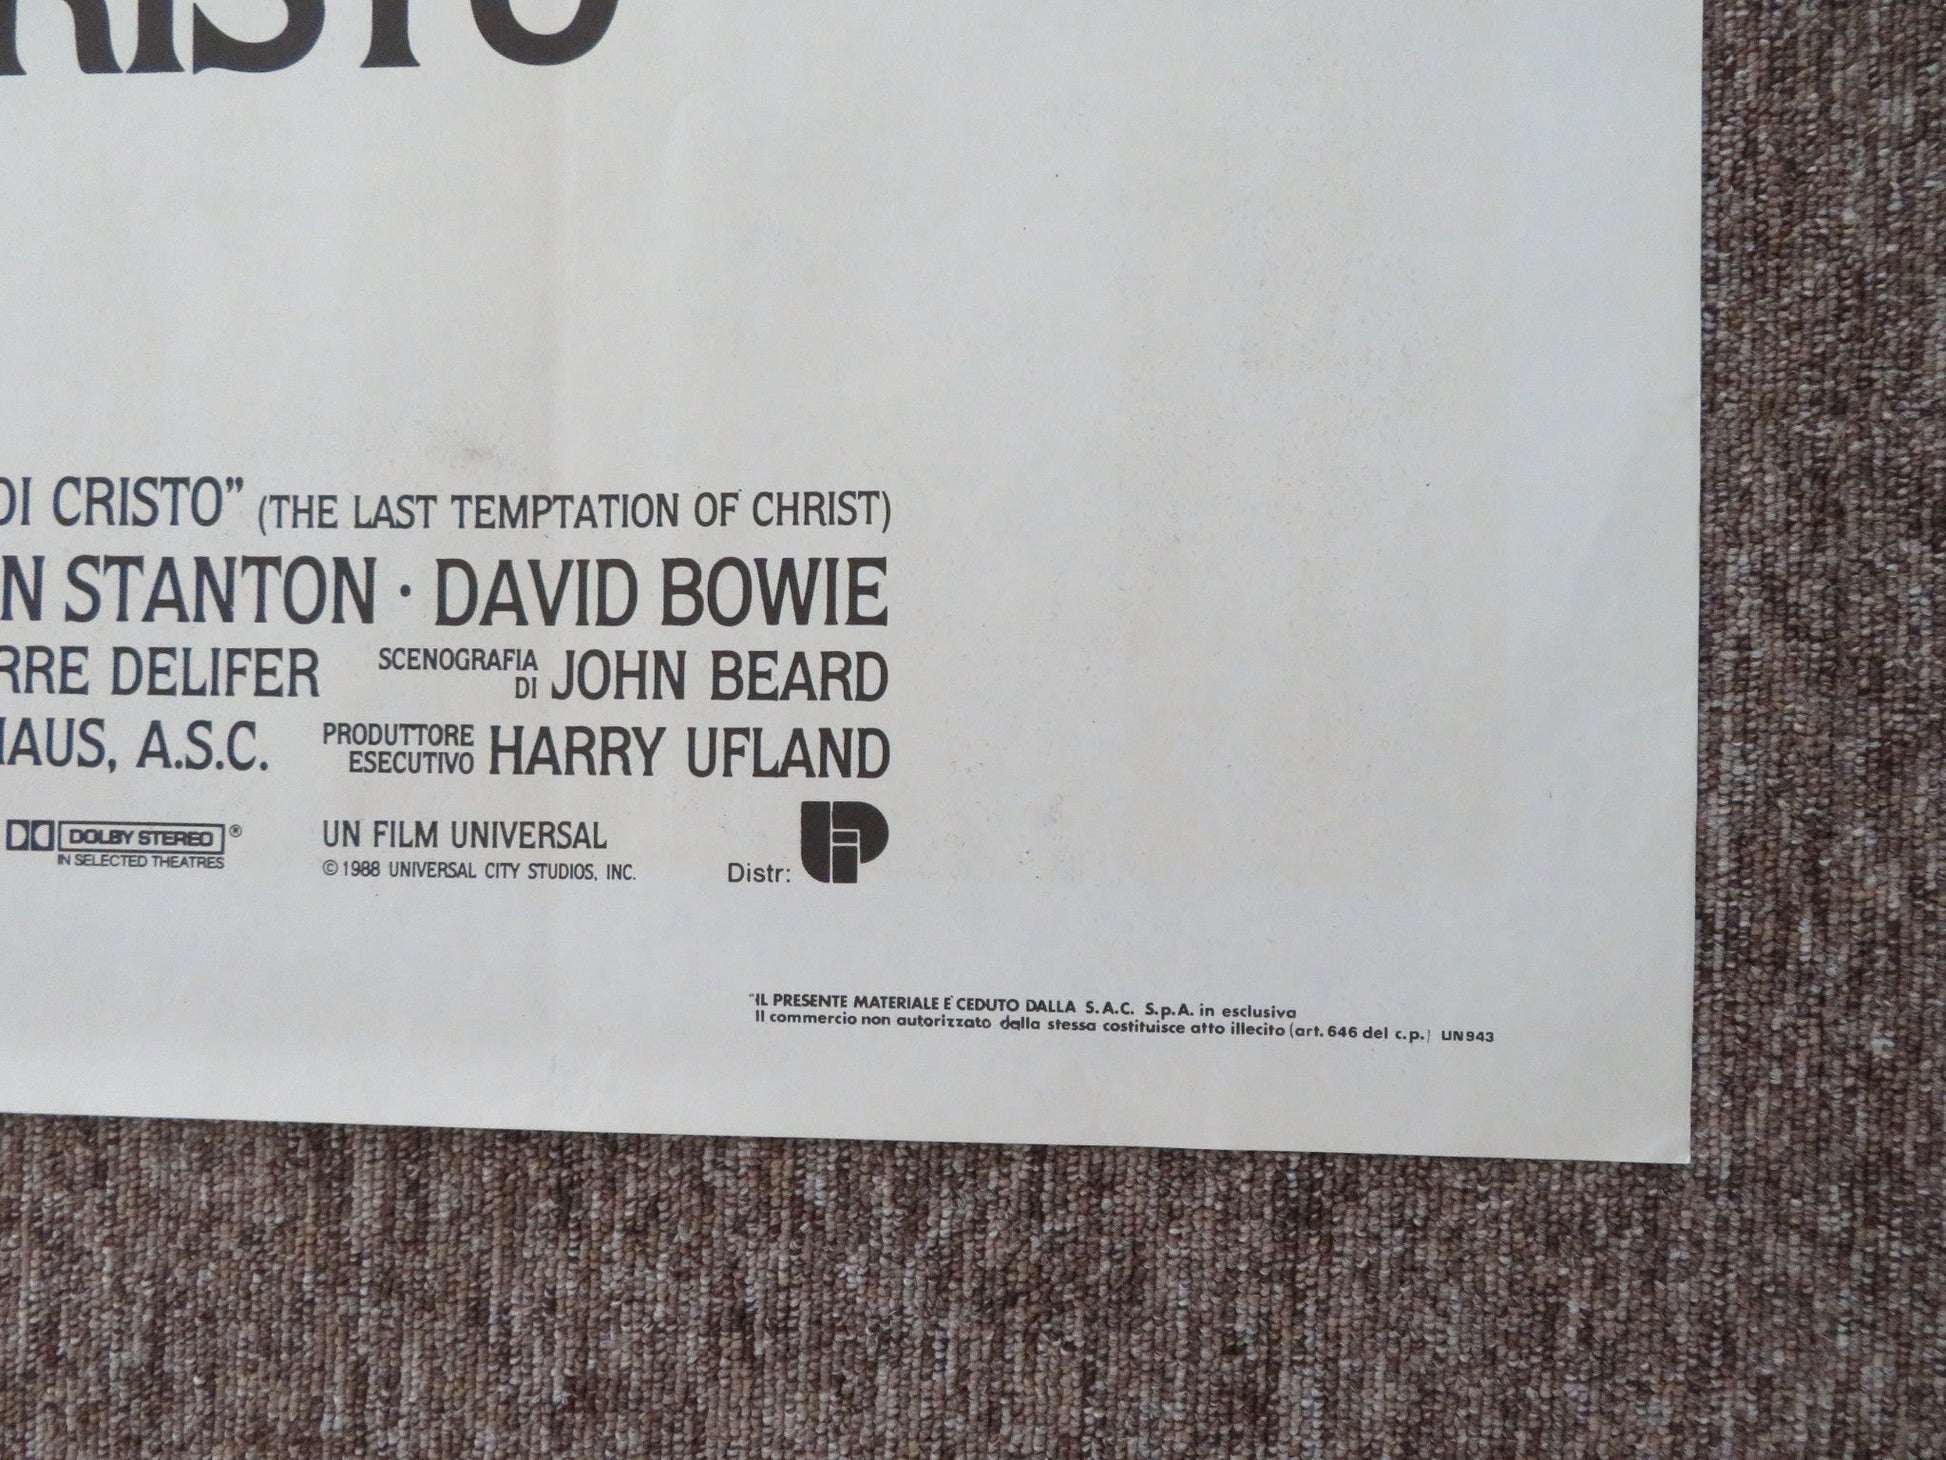 RISTO
DI CRISTO” (THE LAST TEMPTATION OF CHRIST)
N STANTON · DAVID BOWIE
RRE DELIFER SCENOGRAFIA DI JOHN BEARD
HAUS, A.S.C. PRODUTTORE ESECUTIVO HARRY UFLAND
DOLBY STEREO ®
IN SELECTED THEATRES
UN FILM UNIVERSAL
© 1988 UNIVERSAL CITY STUDIOS, INC.
Distr: UIP
"IL PRESENTE MATERIALE E' CEDUTO DALLA S.A.C. S.p.A. in esclusiva
Il commercio non autorizzato dalla stessa costituisce atto illecito (art. 646 del c.p.) UN943